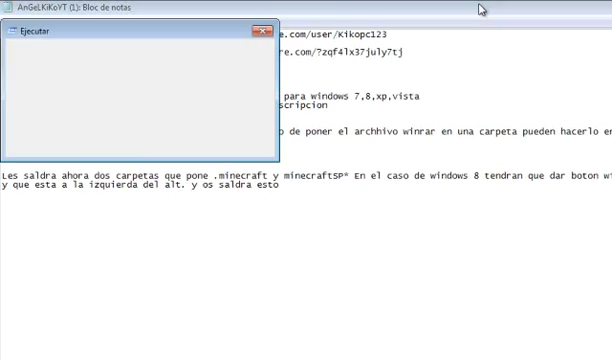 AnGeLKiKoYT (1): Bloc de notas
Ejecutar
e.com/user/Kikopc123
re.com/?zqf4lx37july7tj
para windows 7,8,xp,vista
scripcion
o de poner el archhivo winrar en una carpeta pueden hacerlo en
Les saldra ahora dos carpetas que pone .minecraft y minecraftSP* En el caso de windows 8 tendran que dar boton wi
y que esta a la izquierda del alt. y os saldra esto